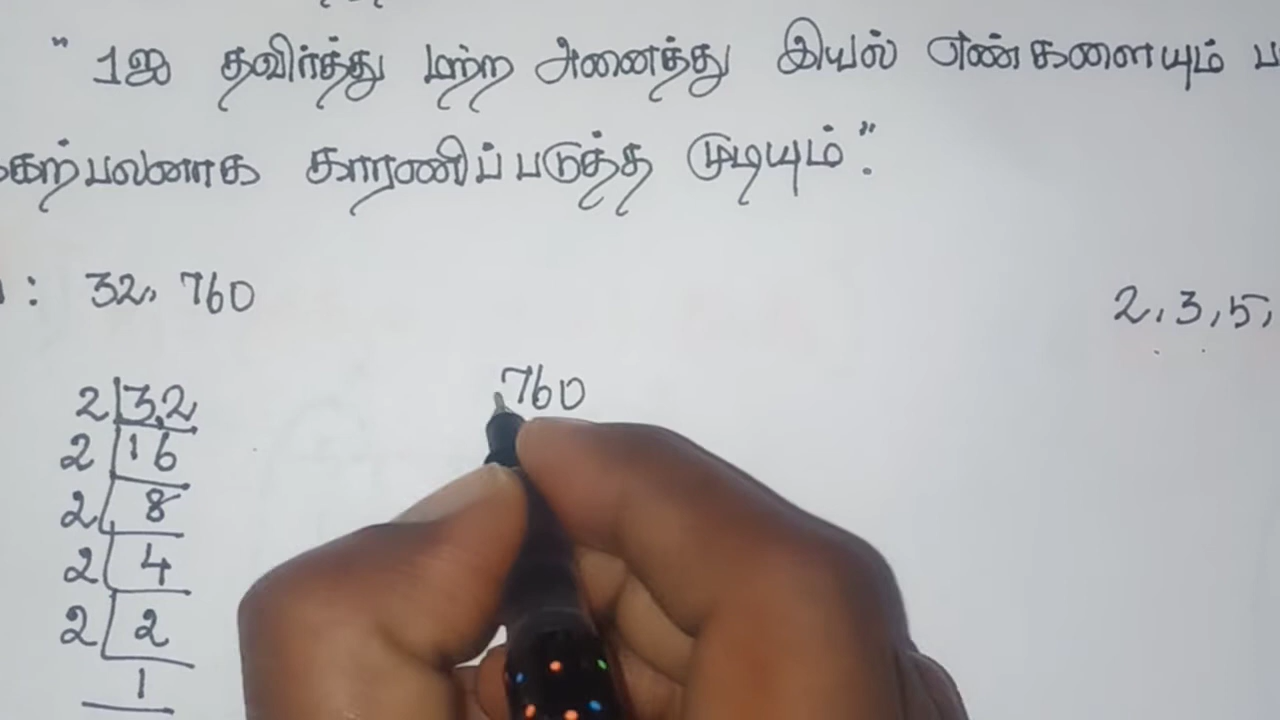 " 1ஐ தவிர்த்து மற்ற அனைத்து இயல் எண்களையும்
காரணிப்படுத்த முடியும்".
: 32, 760
2, 3, 5,
2 32
760
2 16
2 8
2 4
2 2
1